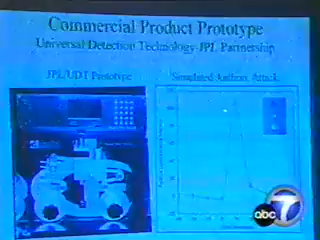 Commercial Product Prototype
Universal Detection Technology-JPL Partnership
JPL/UDT Prototype
Simulated Anthrax Attack
abc 7